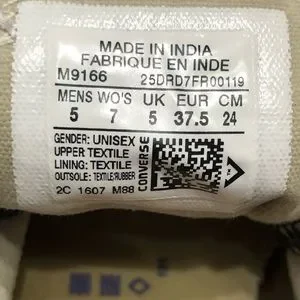 MADE IN INDIA
FABRIQUE EN INDE
M9166 25DRD7FR00119
MENS WO'S UK EUR CM
5 7 5 37.5 24
GENDER: UNISEX
UPPER TEXTILE
LINING: TEXTILE
OUTSOLE: TEXTILE/RUBBER
2C 1607 M88
CONVERSE